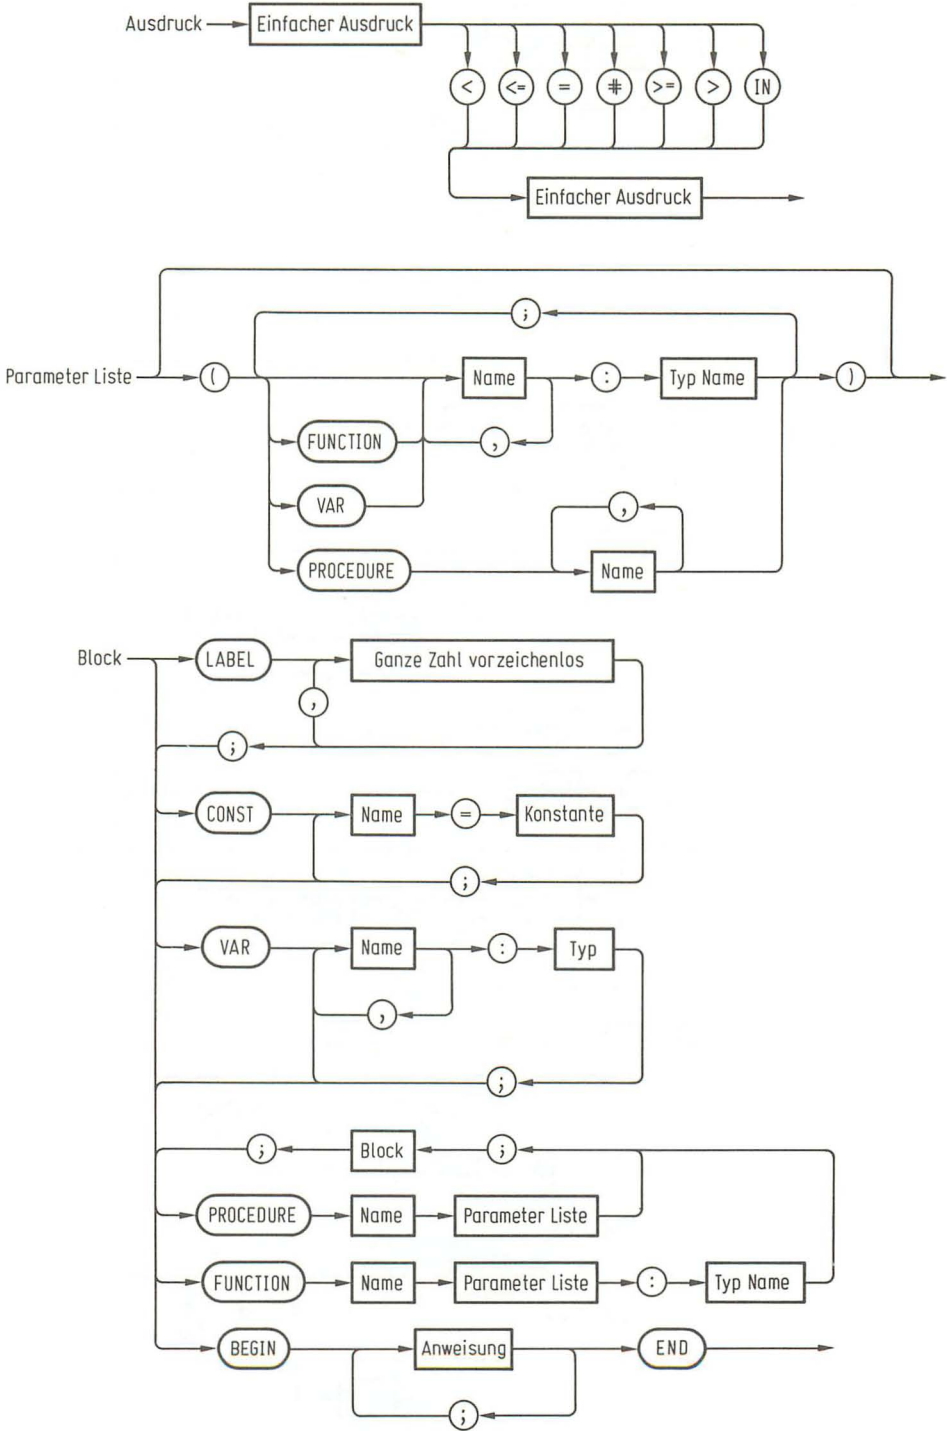 Ausdruck Einfacher Ausdruck
< <= = # >= > IN
Einfacher Ausdruck
;
Parameter Liste ( Name : Typ Name )
FUNCTION ,
VAR ,
PROCEDURE Name
Block LABEL Ganze Zahl vorzeichenlos
,
;
CONST Name = Konstante
;
VAR Name : Typ
,
;
; Block ;
PROCEDURE Name Parameter Liste
FUNCTION Name Parameter Liste : Typ Name
BEGIN Anweisung END
;